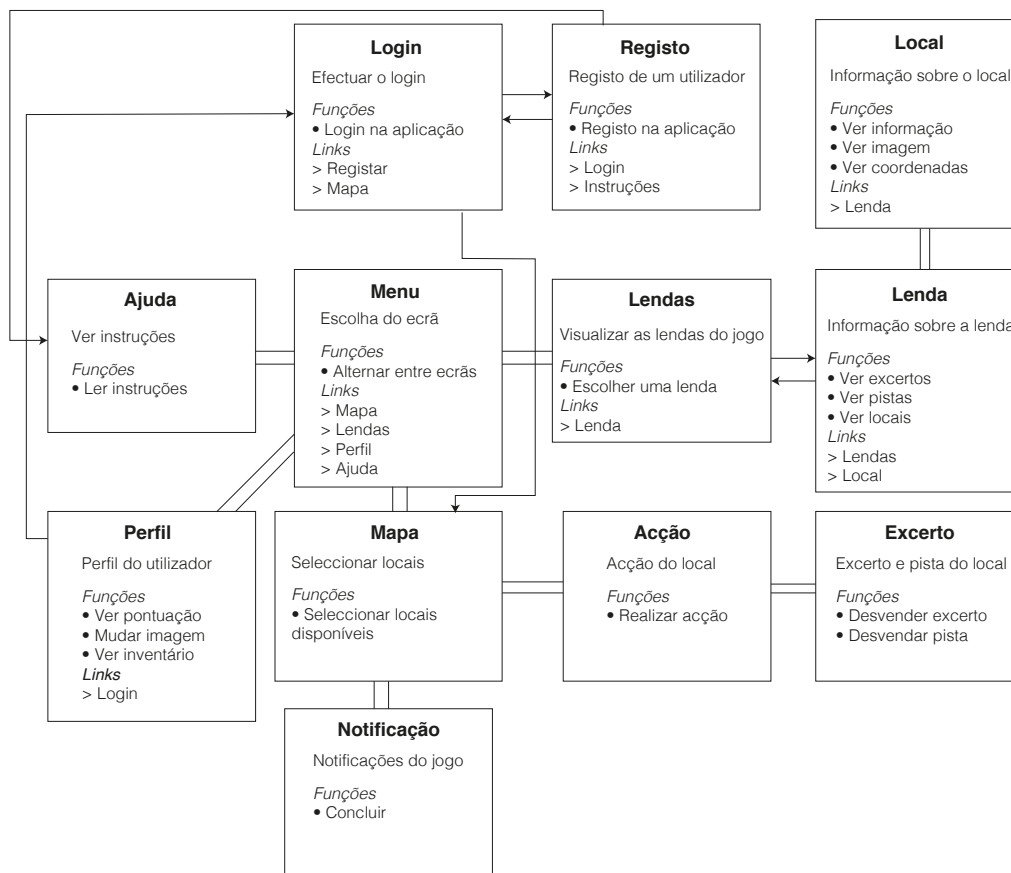 Login
Efectuar o login
Funções
• Login na aplicação
Links
> Registar
> Mapa
Registo
Registo de um utilizador
Funções
• Registo na aplicação
Links
> Login
> Instruções
Local
Informação sobre o local
Funções
• Ver informação
• Ver imagem
• Ver coordenadas
Links
> Lenda
Ajuda
Ver instruções
Funções
• Ler instruções
Menu
Escolha do ecrã
Funções
• Alternar entre ecrãs
Links
> Mapa
> Lendas
> Perfil
> Ajuda
Lendas
Visualizar as lendas do jogo
Funções
• Escolher uma lenda
Links
> Lenda
Lenda
Informação sobre a lenda
Funções
• Ver excertos
• Ver pistas
• Ver locais
Links
> Lendas
> Local
Perfil
Perfil do utilizador
Funções
• Ver pontuação
• Mudar imagem
• Ver inventário
Links
> Login
Mapa
Seleccionar locais
Funções
• Seleccionar locais
disponíveis
Acção
Acção do local
Funções
• Realizar acção
Excerto
Excerto e pista do local
Funções
• Desvender excerto
• Desvendar pista
Notificação
Notificações do jogo
Funções
• Concluir